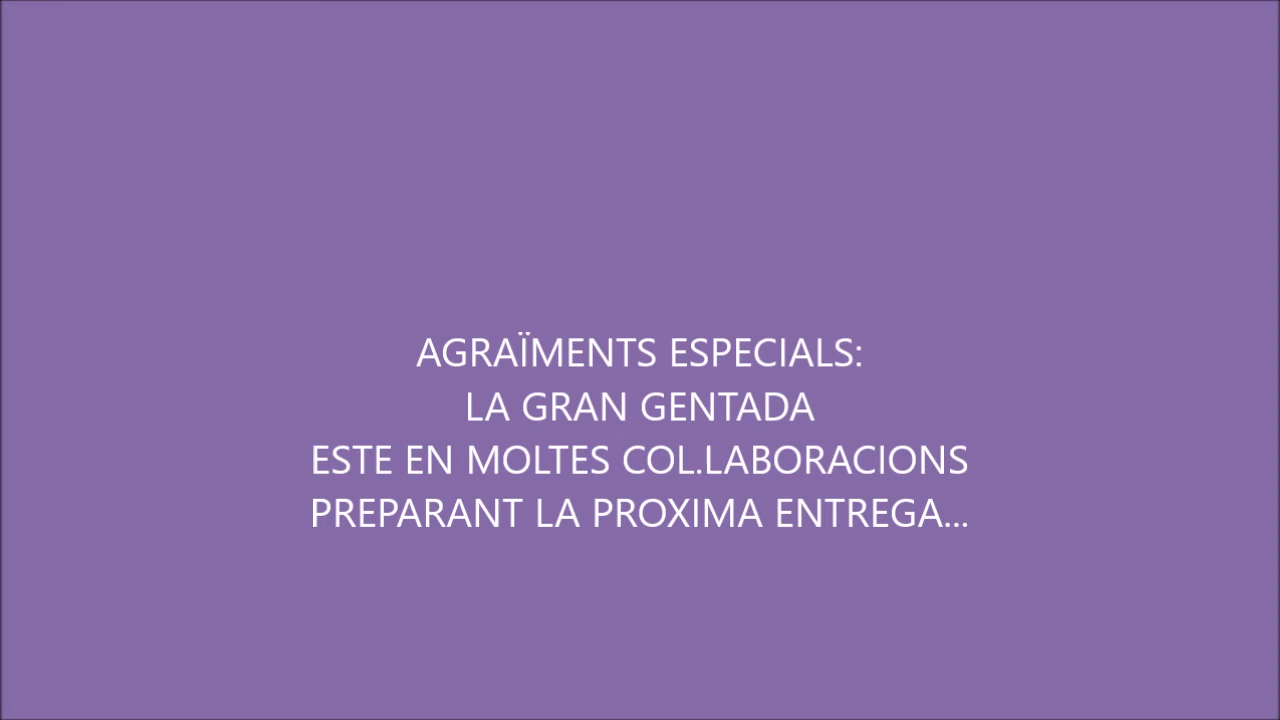 AGRAÏMENTS ESPECIALS:
LA GRAN GENTADA
ESTE EN MOLTES COL.LABORACIONS
PREPARANT LA PROXIMA ENTREGA...